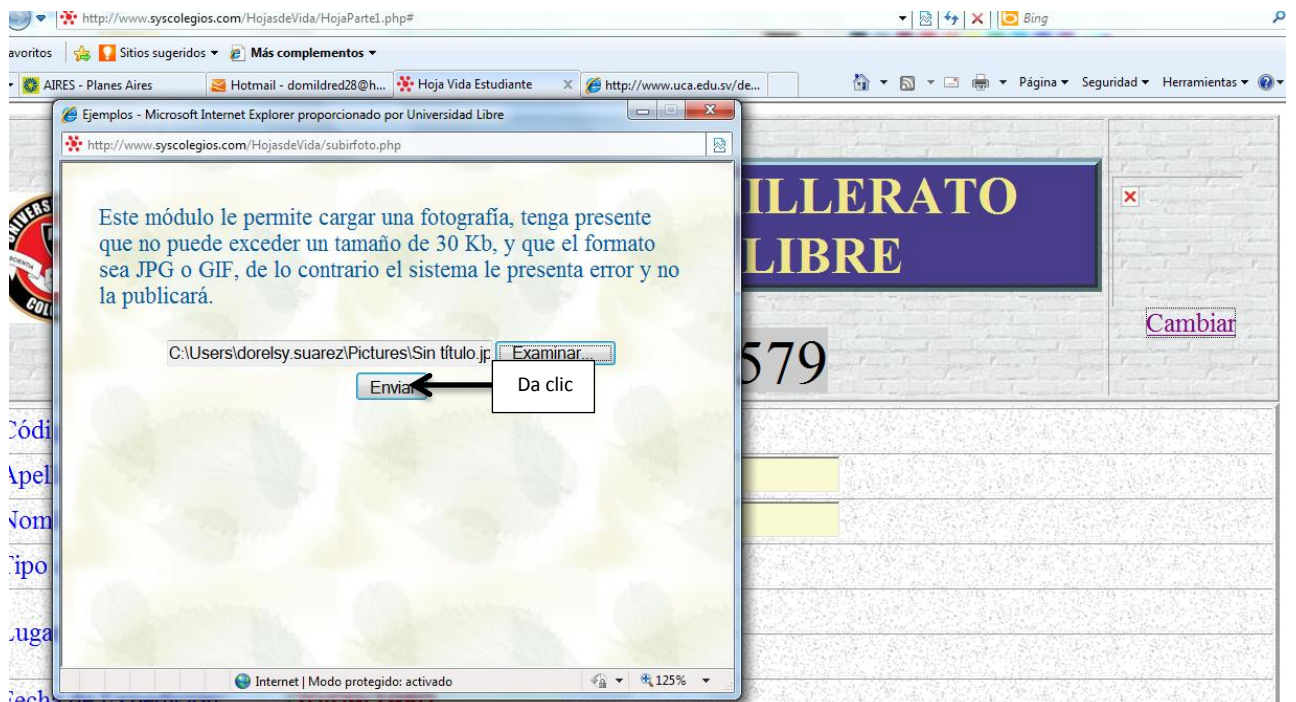 http://www.syscolegios.com/HojasdeVida/HojaParte1.php#
Bing
avoritos
Sitios sugeridos
Más complementos
AIRES - Planes Aires
Hotmail - domildred28@h...
Hoja Vida Estudiante
X
http://www.uca.edu.sv/de...
Página
Seguridad
Herramientas
Ejemplos - Microsoft Internet Explorer proporcionado por Universidad Libre
http://www.syscolegios.com/HojasdeVida/subirfoto.php
Este módulo le permite cargar una fotografía, tenga presente
que no puede exceder un tamaño de 30 Kb, y que el formato
sea JPG o GIF, de lo contrario el sistema le presenta error y no
la publicará.
C:\Users\dorelsy.suarez\Pictures\Sin título.jp
Examinar...
Enviar
Da clic
Internet | Modo protegido: activado
125%
ILLERATO
LIBRE
Cambiar
579
Códi
Apel
Nom
Tipo
Luga